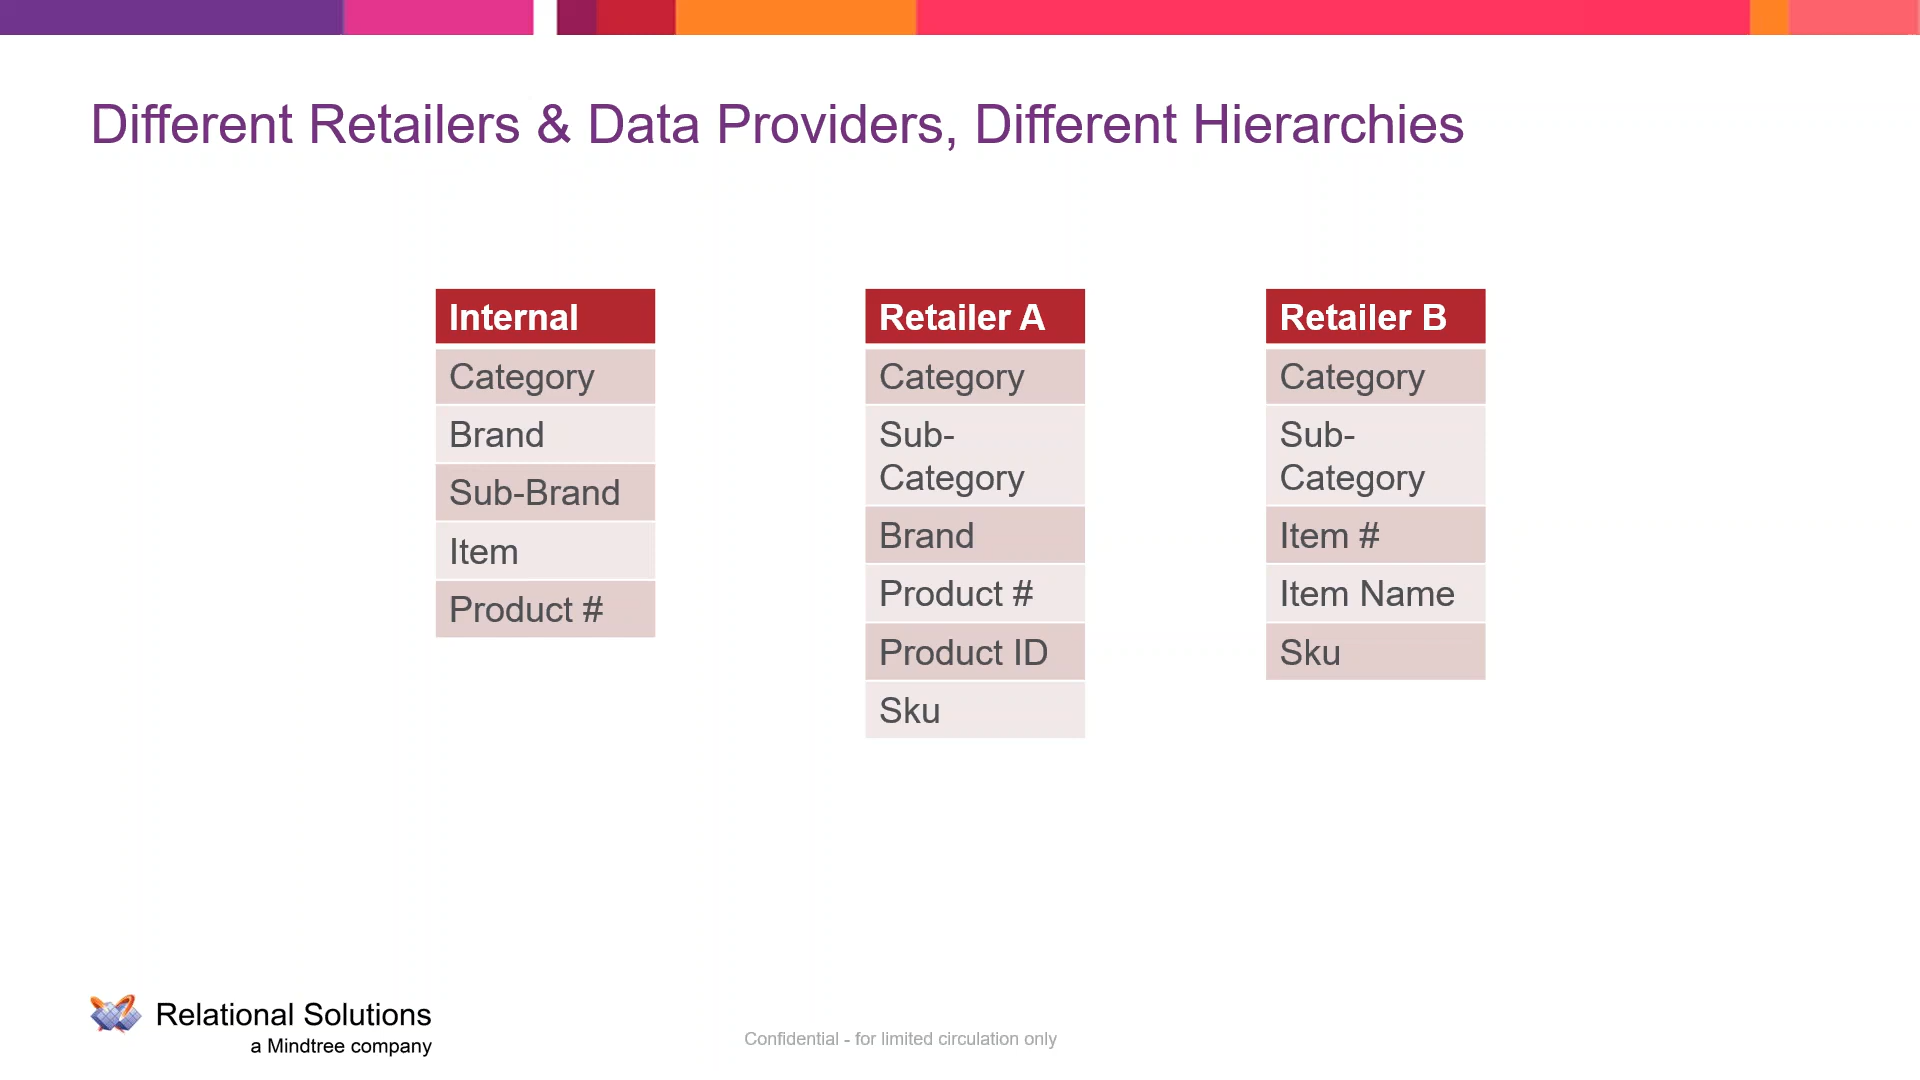 Different Retailers & Data Providers, Different Hierarchies
Internal
Category
Brand
Sub-Brand
Item
Product #
Retailer A
Category
Sub-
Category
Brand
Product #
Product ID
Sku
Retailer B
Category
Sub-
Category
Item #
Item Name
Sku
Relational Solutions
a Mindtree company
Confidential - for limited circulation only